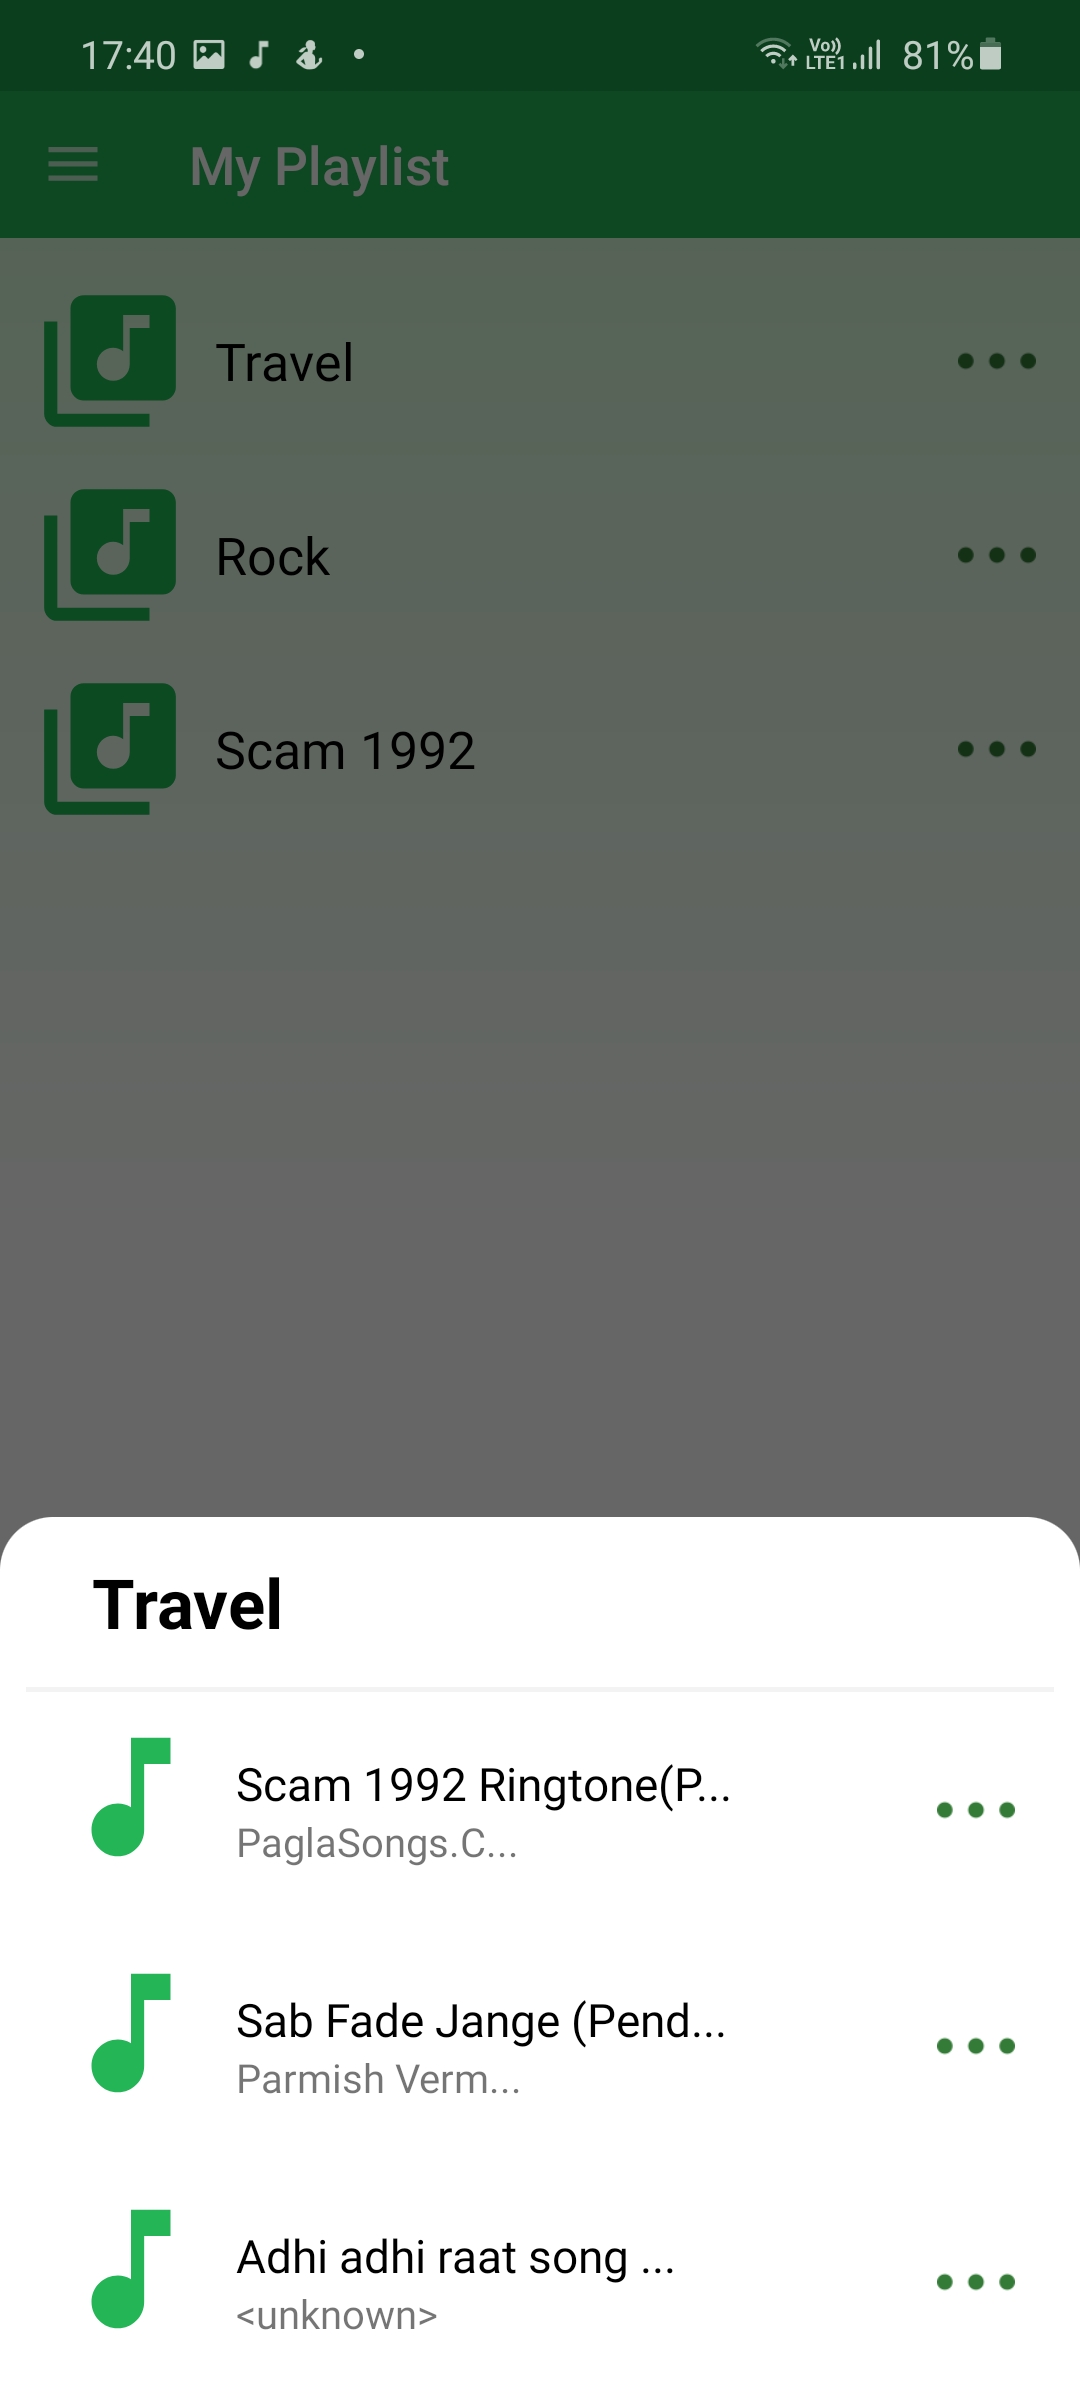 17:40
Vo)) LTE1 81%
My Playlist
Travel
Rock
Scam 1992
Travel
Scam 1992 Ringtone(P...
PaglaSongs.C...
Sab Fade Jange (Pend...
Parmish Verm...
Adhi adhi raat song ...
<unknown>